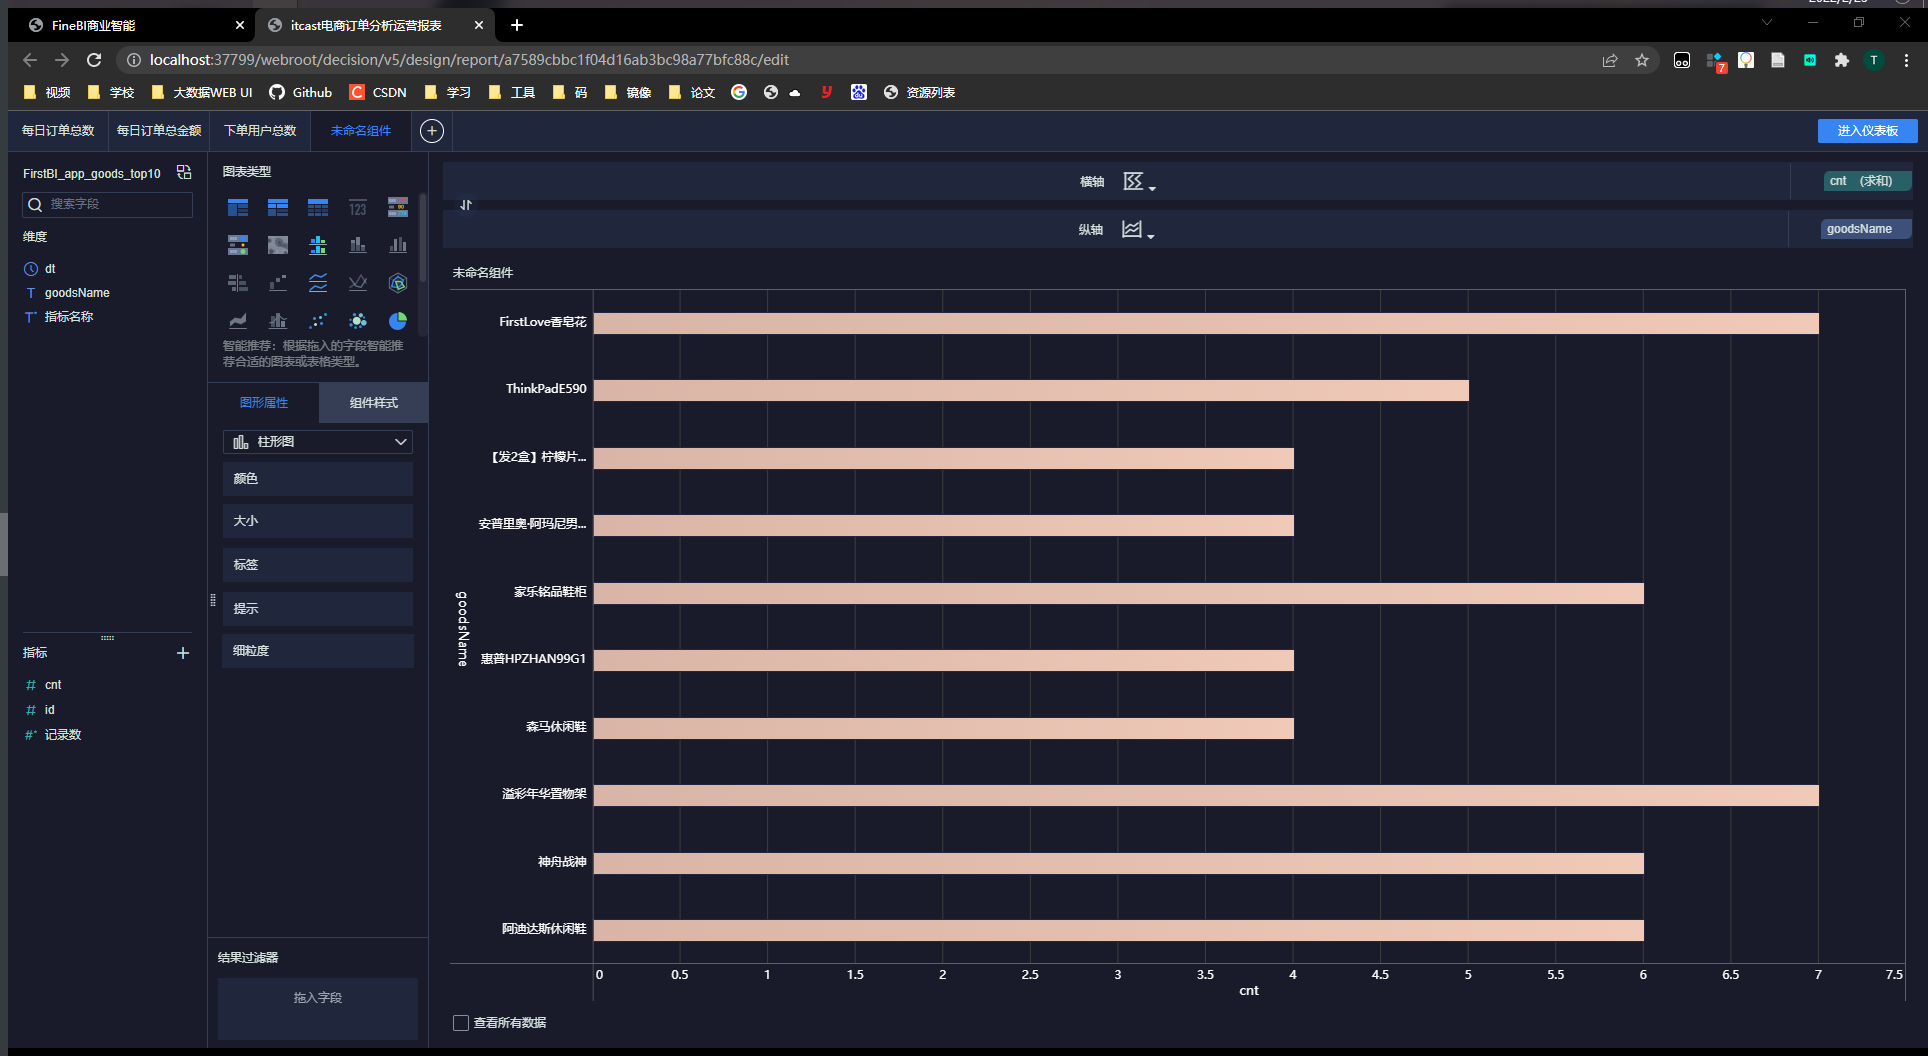 FineBI商业智能
itcast电商订单分析运营报表
localhost:37799/webroot/decision/v5/design/report/a7589cbbc1f04d16ab3bc98a77bfc88c/edit
7
T
视频
学校
大数据WEB UI
Github
C CSDN
学习
工具
码
镜像
论文
资源列表
每日订单总数
每日订单总金额
下单用户总数
未命名组件
进入仪表板
FirstBI_app_goods_top10
搜索字段
维度
dt
T goodsName
T* 指标名称
指标
# cnt
# id
#* 记录数
图表类型
123
智能推荐：根据拖入的字段智能推
荐合适的图表或表格类型。
图形属性
组件样式
柱形图
颜色
大小
标签
提示
细粒度
结果过滤器
拖入字段
横轴
cnt (求和)
纵轴
goodsName
未命名组件
goodsName
FirstLove香皂花
ThinkPadE590
【发2盒】柠檬片...
安普里奥·阿玛尼男...
家乐铭品鞋柜
惠普HPZHAN99G1
森马休闲鞋
溢彩年华置物架
神舟战神
阿迪达斯休闲鞋
0 0.5 1 1.5 2 2.5 3 3.5 4 4.5 5 5.5 6 6.5 7 7.5
cnt
查看所有数据